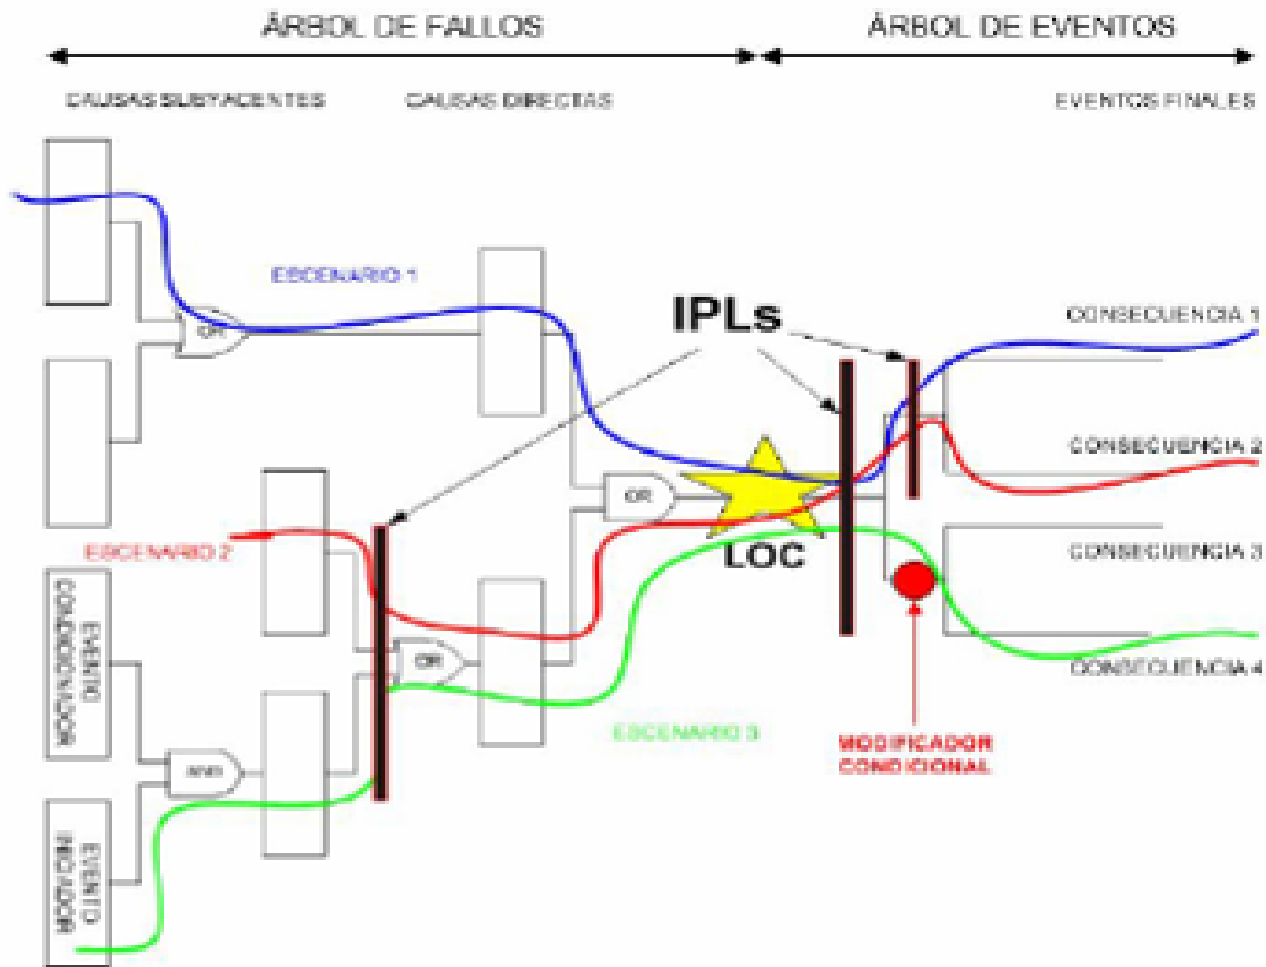 ÁRBOL DE FALLOS
ÁRBOL DE EVENTOS
CAUSAS SUBYACENTES
CAUSAS DIRECTAS
EVENTOS FINALES
ESCENARIO 1
OR
IPLs
CONSECUENCIA 1
CONSECUENCIA 2
OR
ESCENARIO 2
LOC
CONSECUENCIA 3
EVENTO
CONDICIONADOR
OR
CONSECUENCIA 4
ESCENARIO 3
MODIFICADOR
CONDICIONAL
AND
EVENTO
INICIADOR